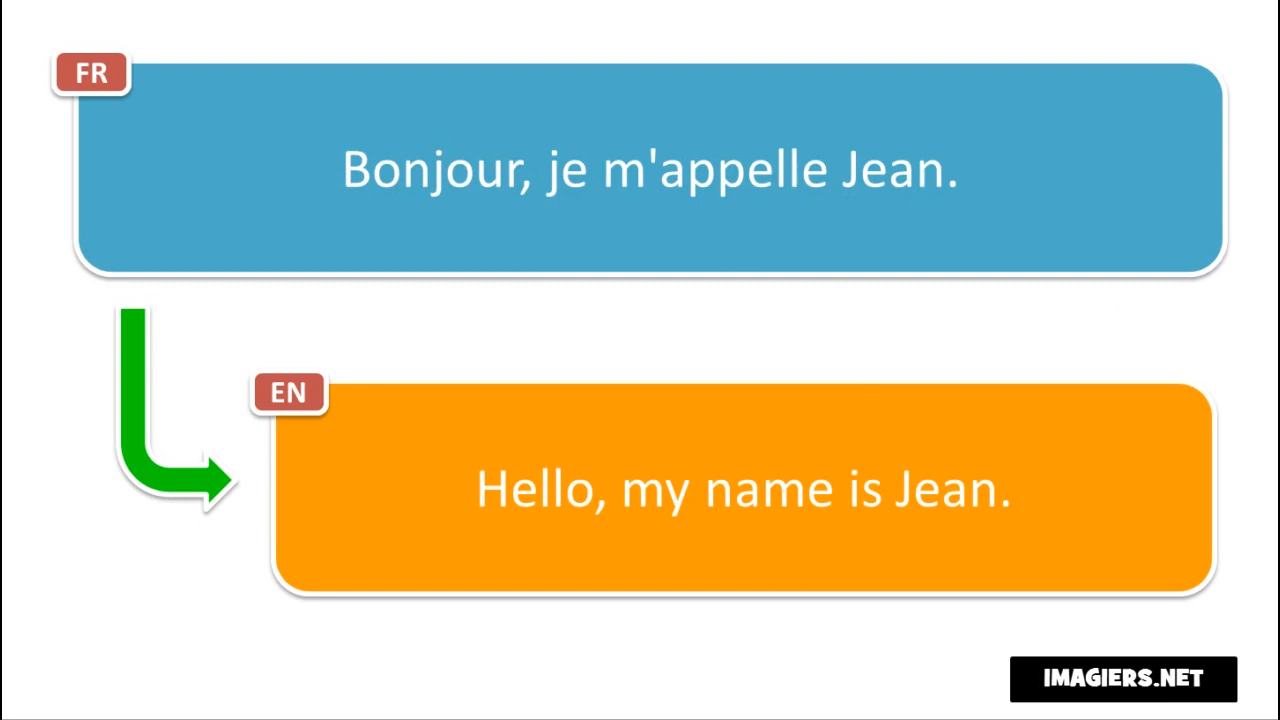 FR
Bonjour, je m'appelle Jean.
EN
Hello, my name is Jean.
IMAGIERS.NET